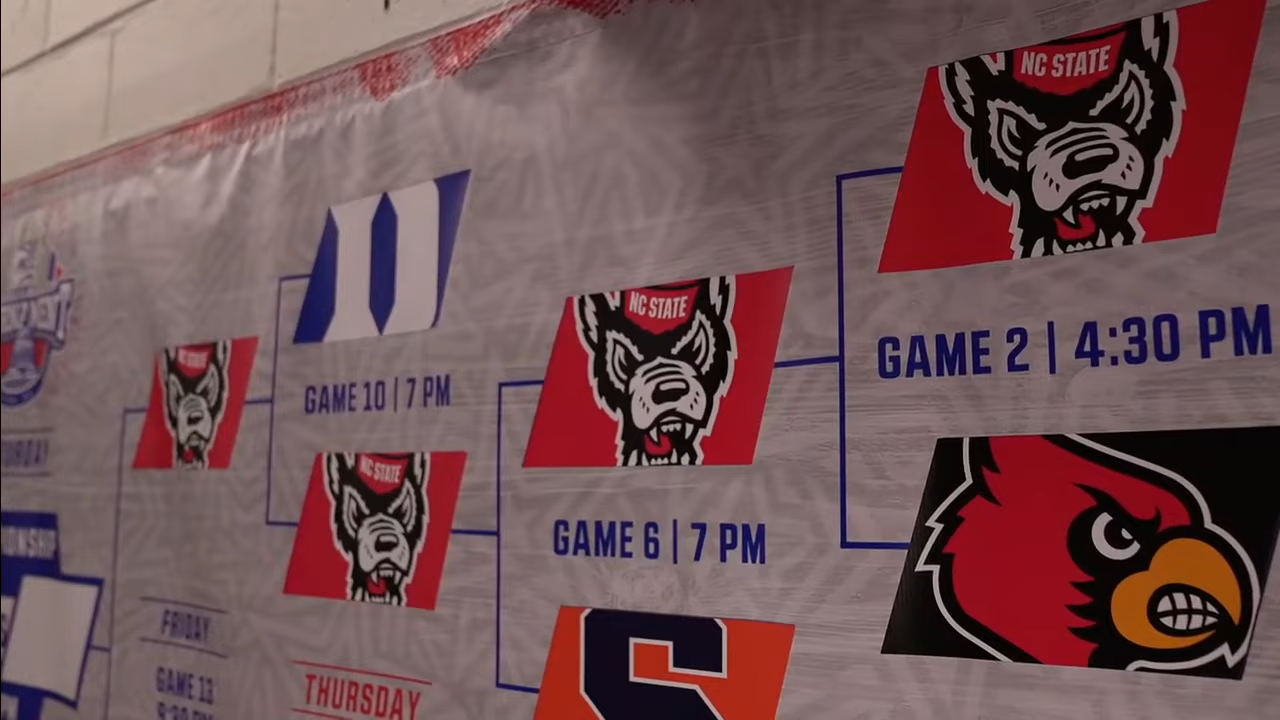 NC STATE
GAME 2 | 4:30 PM
NC STATE
GAME 6 | 7 PM
S
D
GAME 10 | 7 PM
NC STATE
THURSDAY
NC STATE
FRIDAY
GAME 13